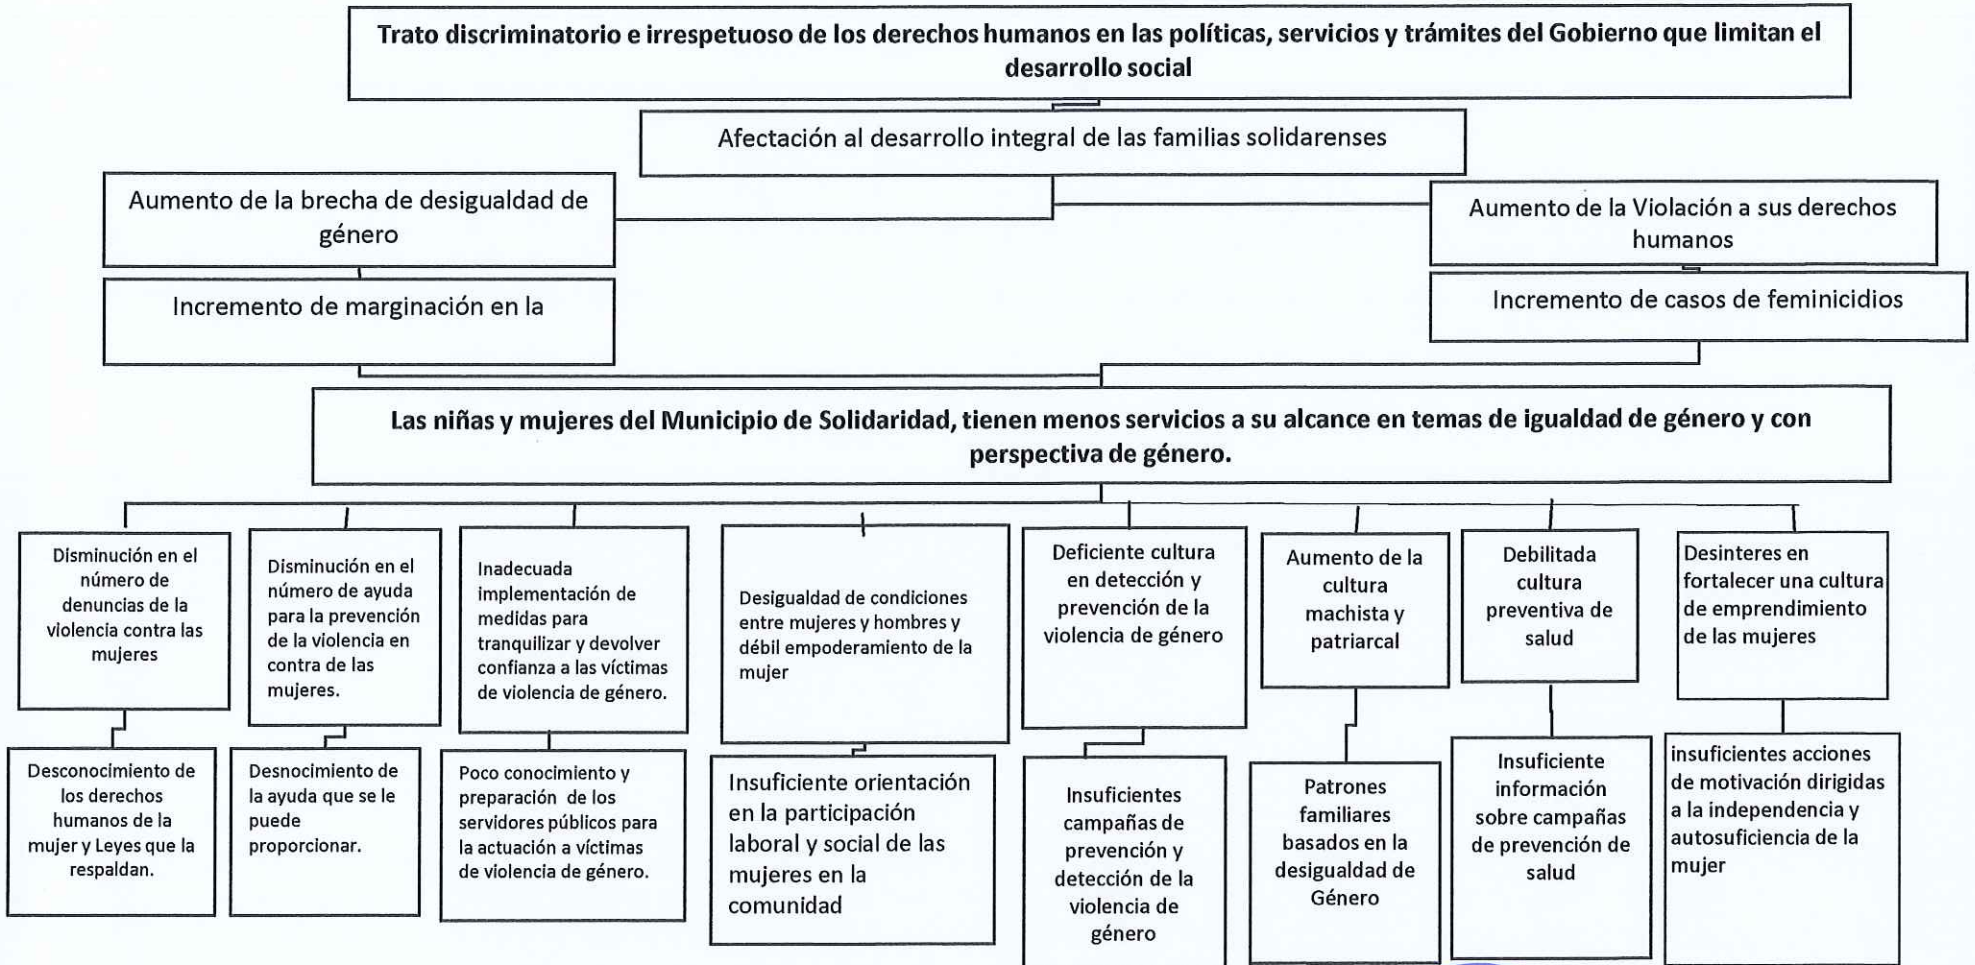 Trato discriminatorio e irrespetuoso de los derechos humanos en las políticas, servicios y trámites del Gobierno que limitan el
desarrollo social
Afectación al desarrollo integral de las familias solidarenses
Aumento de la brecha de desigualdad de
género
Aumento de la Violación a sus derechos
humanos
Incremento de marginación en la
Incremento de casos de feminicidios
Las niñas y mujeres del Municipio de Solidaridad, tienen menos servicios a su alcance en temas de igualdad de género y con
perspectiva de género.
Disminución en el
número de
denuncias de la
violencia contra las
mujeres
Disminución en el
número de ayuda
para la prevención
de la violencia en
contra de las
mujeres.
Inadecuada
implementación de
medidas para
tranquilizar y devolver
confianza a las víctimas
de violencia de género.
Desigualdad de condiciones
entre mujeres y hombres y
débil empoderamiento de la
mujer
Deficiente cultura
en detección y
prevención de la
violencia de género
Aumento de la
cultura
machista y
patriarcal
Debilitada
cultura
preventiva de
salud
Desinteres en
fortalecer una cultura
de emprendimiento
de las mujeres
Desconocimiento de
los derechos
humanos de la
mujer y Leyes que la
respaldan.
Desnocimiento de
la ayuda que se le
puede
proporcionar.
Poco conocimiento y
preparación de los
servidores públicos para
la actuación a víctimas
de violencia de género.
Insuficiente orientación
en la participación
laboral y social de las
mujeres en la
comunidad
Insuficientes
campañas de
prevención y
detección de la
violencia de
género
Patrones
familiares
basados en la
desigualdad de
Género
Insuficiente
información
sobre campañas
de prevención de
salud
insuficientes acciones
de motivación dirigidas
a la independencia y
autosuficiencia de la
mujer